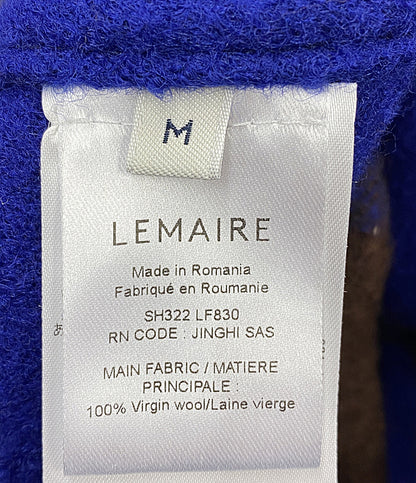 M
LEMAIRE
Made in Romania
Fabriqué en Roumanie
SH322 LF830
RN CODE : JINGHI SAS
MAIN FABRIC / MATIERE
PRINCIPALE :
100% Virgin wool/Laine vierge